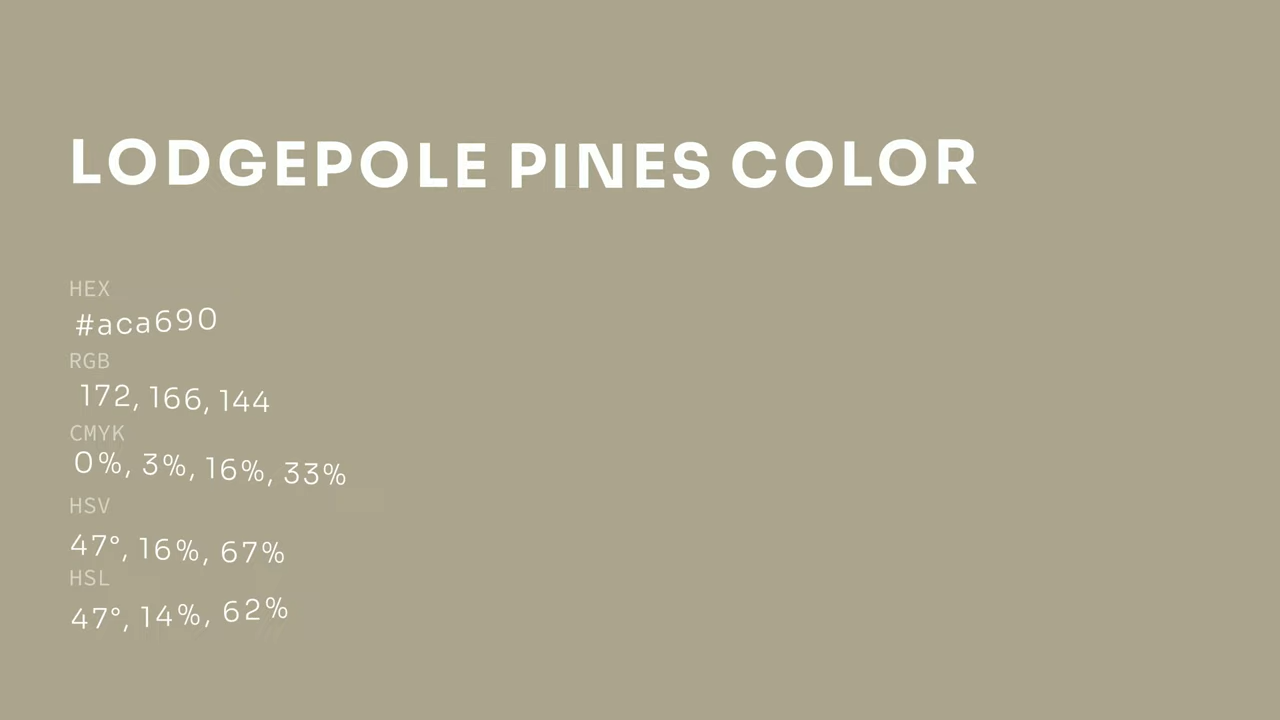 LODGEPOLE PINES COLOR
HEX
#aca690
RGB
172, 166, 144
CMYK
0%, 3%, 16%, 33%
HSV
47°, 16%, 67%
HSL
47°, 14%, 62%